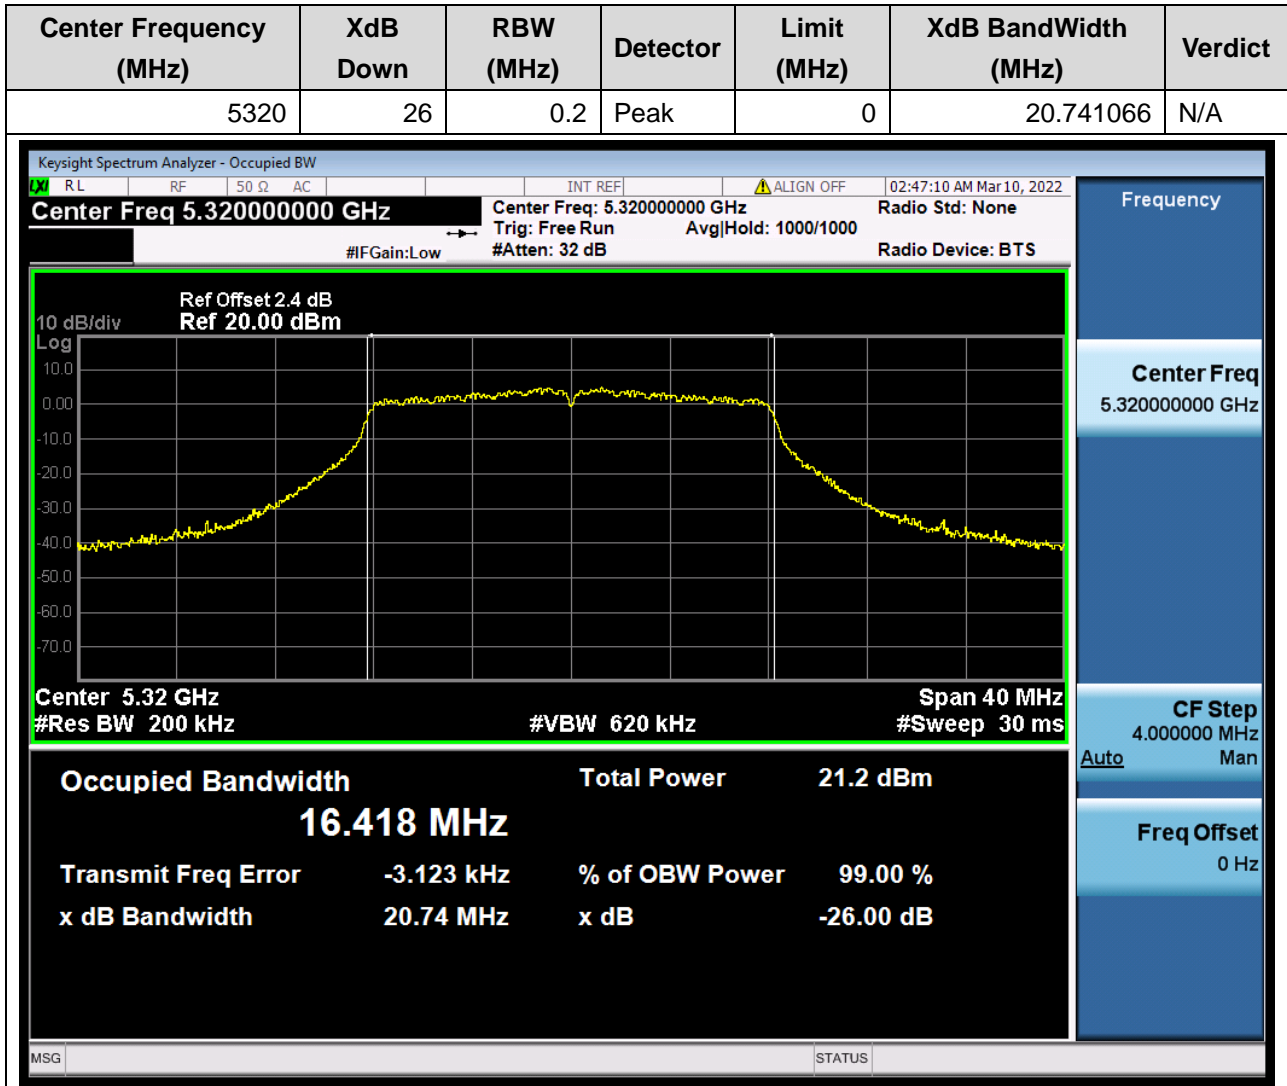 Center Frequency (MHz) XdB Down RBW (MHz) Detector Limit (MHz) XdB BandWidth (MHz) Verdict
5320 26 0.2 Peak 0 20.741066 N/A
Keysight Spectrum Analyzer - Occupied BW
LXI RL RF 50 Ω AC INT REF ALIGN OFF 02:47:10 AM Mar 10, 2022
Center Freq 5.320000000 GHz
Center Freq: 5.320000000 GHz
Radio Std: None
Trig: Free Run Avg|Hold: 1000/1000
#IFGain:Low
#Atten: 32 dB
Radio Device: BTS
Ref Offset 2.4 dB
10 dB/div Ref 20.00 dBm
Log
10.0
0.00
-10.0
-20.0
-30.0
-40.0
-50.0
-60.0
-70.0
Center 5.32 GHz Span 40 MHz
#Res BW 200 kHz #VBW 620 kHz #Sweep 30 ms
Occupied Bandwidth Total Power 21.2 dBm
16.418 MHz
Transmit Freq Error -3.123 kHz % of OBW Power 99.00 %
x dB Bandwidth 20.74 MHz x dB -26.00 dB
Frequency
Center Freq
5.320000000 GHz
CF Step
4.000000 MHz
Auto Man
Freq Offset
0 Hz
MSG STATUS